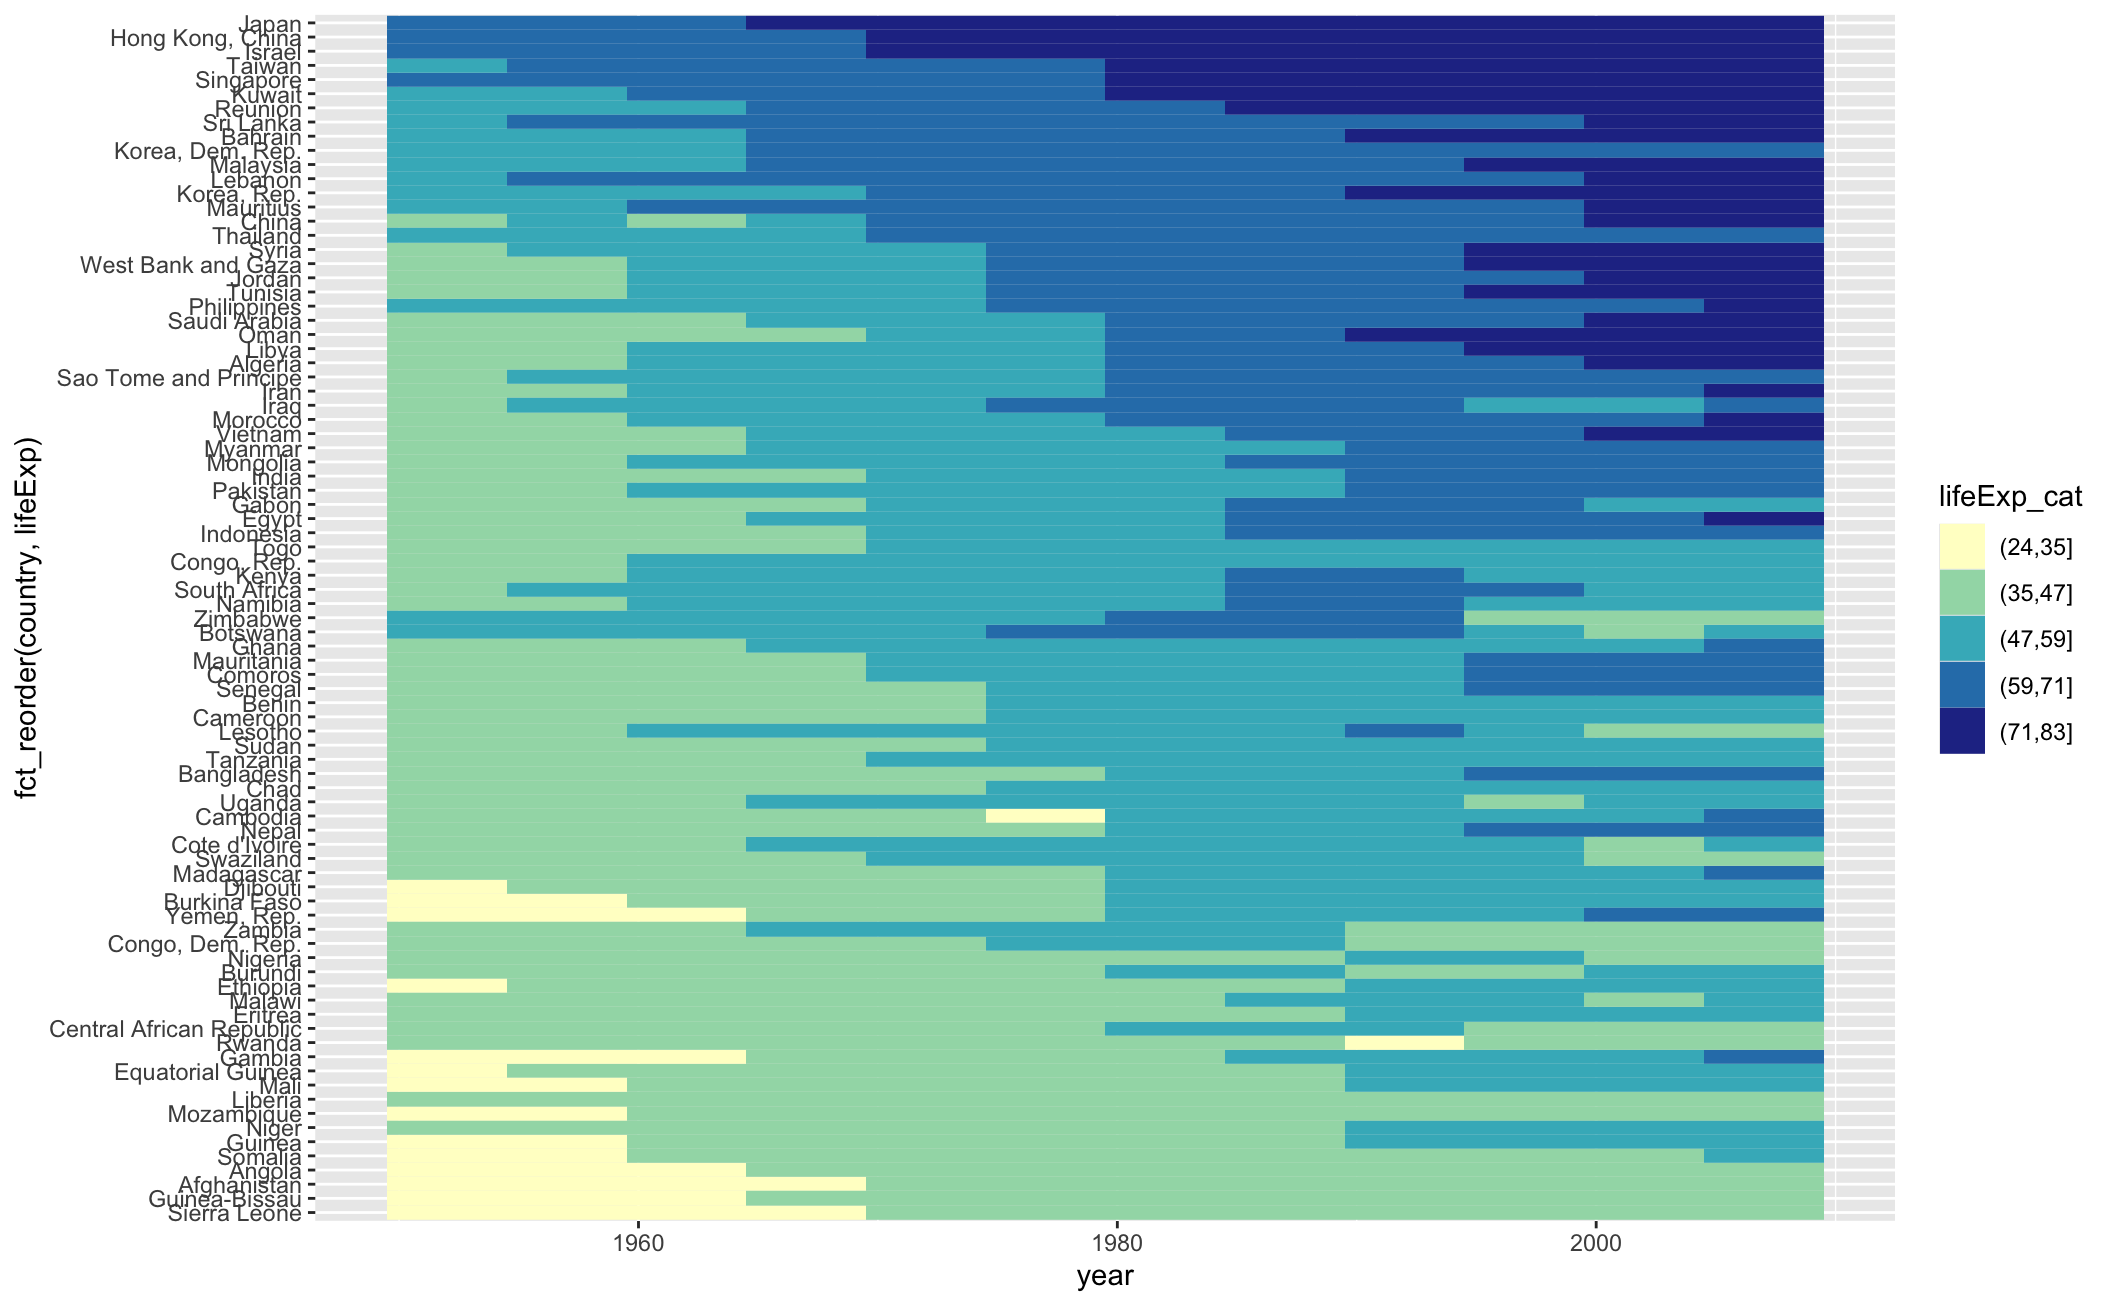 Japan
Hong Kong, China
Israel
Taiwan
Singapore
Kuwait
Reunion
Sri Lanka
Bahrain
Korea, Dem. Rep.
Malaysia
Lebanon
Korea, Rep.
Mauritius
China
Thailand
Syria
West Bank and Gaza
Jordan
Tunisia
Philippines
Saudi Arabia
Oman
Libya
Algeria
Sao Tome and Principe
Iran
Iraq
Morocco
Vietnam
Myanmar
Mongolia
India
Pakistan
Gabon
Egypt
Indonesia
Togo
Congo, Rep.
Kenya
South Africa
Namibia
Zimbabwe
Botswana
Ghana
Mauritania
Comoros
Senegal
Benin
Cameroon
Lesotho
Sudan
Tanzania
Bangladesh
Chad
Uganda
Cambodia
Nepal
Cote d'Ivoire
Swaziland
Madagascar
Djibouti
Burkina Faso
Yemen, Rep.
Zambia
Congo, Dem. Rep.
Nigeria
Burundi
Ethiopia
Malawi
Eritrea
Central African Republic
Rwanda
Gambia
Equatorial Guinea
Mali
Liberia
Mozambique
Niger
Guinea
Somalia
Angola
Afghanistan
Guinea-Bissau
Sierra Leone
fct_reorder(country, lifeExp)
1960
1980
2000
year
lifeExp_cat
(24,35]
(35,47]
(47,59]
(59,71]
(71,83]